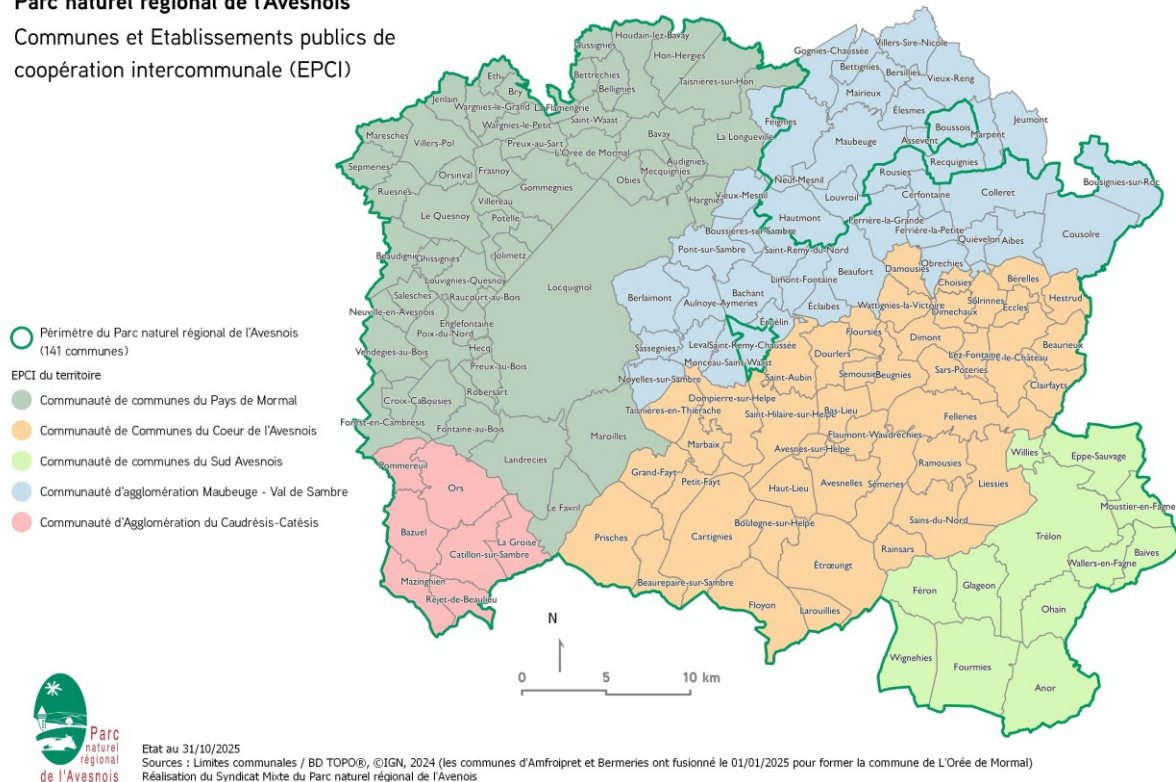 Parc naturel régional de l'Avesnois
Communes et Etablissements publics de
coopération intercommunale (EPCI)
Périmètre du Parc naturel régional de l'Avesnois
(141 communes)
EPCI du territoire
Communauté de communes du Pays de Mormal
Communauté de Communes du Coeur de l'Avesnois
Communauté de communes du Sud Avesnois
Communauté d'agglomération Maubeuge - Val de Sambre
Communauté d'Agglomération du Caudrésis-Catésis
Gussignies
Houdan-lez-Bavay
Hon-Hergies
Taisnières-sur-Hon
Bettrechies
Bellignies
Eth
Bry
La Flamengrie
Saint-Waast
Jenlain
Wargnies-le-Grand
Wargnies-le-Petit
Bavay
La Longueville
Maresches
Villers-Pol
Preux-au-Sart
L'Orée de Mormal
Audignies
Mecquignies
Sepmeries
Orsinval
Frasnoy
Gommegnies
Obies
Hargnies
Ruesnes
Villereau
Le Quesnoy
Potelle
Jolimetz
Beaudignies
Ghissignies
Louvignies-Quesnoy
Locquignol
Salesches
Raucourt-au-Bois
Neuville-en-Avesnois
Englefontaine
Poix-du-Nord
Vendegies-au-Bois
Hecq
Preux-au-Bois
Robersart
Croix-Ca
Bousies
Forest-en-Cambrésis
Fontaine-au-Bois
Landrecies
Maroilles
Le Favril
Pommereuil
Ors
Bazuel
La Groise
Catillon-sur-Sambre
Mazinghien
Rejet-de-Beaulieu
Gognies-Chaussée
Villers-Sire-Nicole
Bettignies
Bersillies
Vieux-Reng
Mairieux
Élesmes
Jeumont
Feignies
Maubeuge
Assevent
Boussois
Marpent
Recquignies
Rousies
Neuf-Mesnil
Louvroil
Cerfontaine
Colleret
Bousignies-sur-Roc
Vieux-Mesnil
Hautmont
Ferrière-la-Grande
Ferrière-la-Petite
Cousolre
Boussières-sur-Sambre
Quiévelon
Aibes
Pont-sur-Sambre
Saint-Remy-du-Nord
Obrechies
Limont-Fontaine
Beaufort
Damousies
Choisies
Bérelles
Berlaimont
Bachant
Aulnoye-Aymeries
Éclaibes
Wattignies-la-Victoire
Solrinnes
Eccles
Hestrud
Dimechaux
Écuélin
Sassegnies
Leval
Saint-Remy-Chaussée
Floursies
Dimont
Beaurieux
Monceau-Saint-Waast
Dourlers
Lez-Fontaine
Noyelles-sur-Sambre
Saint-Aubin
Semousies
Beugnies
Sars-Poteries
Clairfayts
Dompierre-sur-Helpe
Taisnières-en-Thiérache
Saint-Hilaire-sur-Helpe
Bas-Lieu
Felleries
Marbaix
Avesnes-sur-Helpe
Flaumont-Waudrechies
Willies
Eppe-Sauvage
Grand-Fayt
Petit-Fayt
Haut-Lieu
Avesnelles
Sémeries
Ramousies
Liessies
Moustier-en-Fagne
Prisches
Cartignies
Boulogne-sur-Helpe
Sains-du-Nord
Trélon
Baives
Rainsars
Wallers-en-Fagne
Étrœungt
Beaurepaire-sur-Sambre
Féron
Glageon
Ohain
Floyon
Larouillies
Wignehies
Fourmies
Anor
N
0 5 10 km
Parc
naturel
régional
de l'Avesnois
Etat au 31/10/2025
Sources : Limites communales / BD TOPO®, ©IGN, 2024 (les communes d'Amfroipret et Bermeries ont fusionné le 01/01/2025 pour former la commune de L'Orée de Mormal)
Réalisation du Syndicat Mixte du Parc naturel régional de l'Avenois